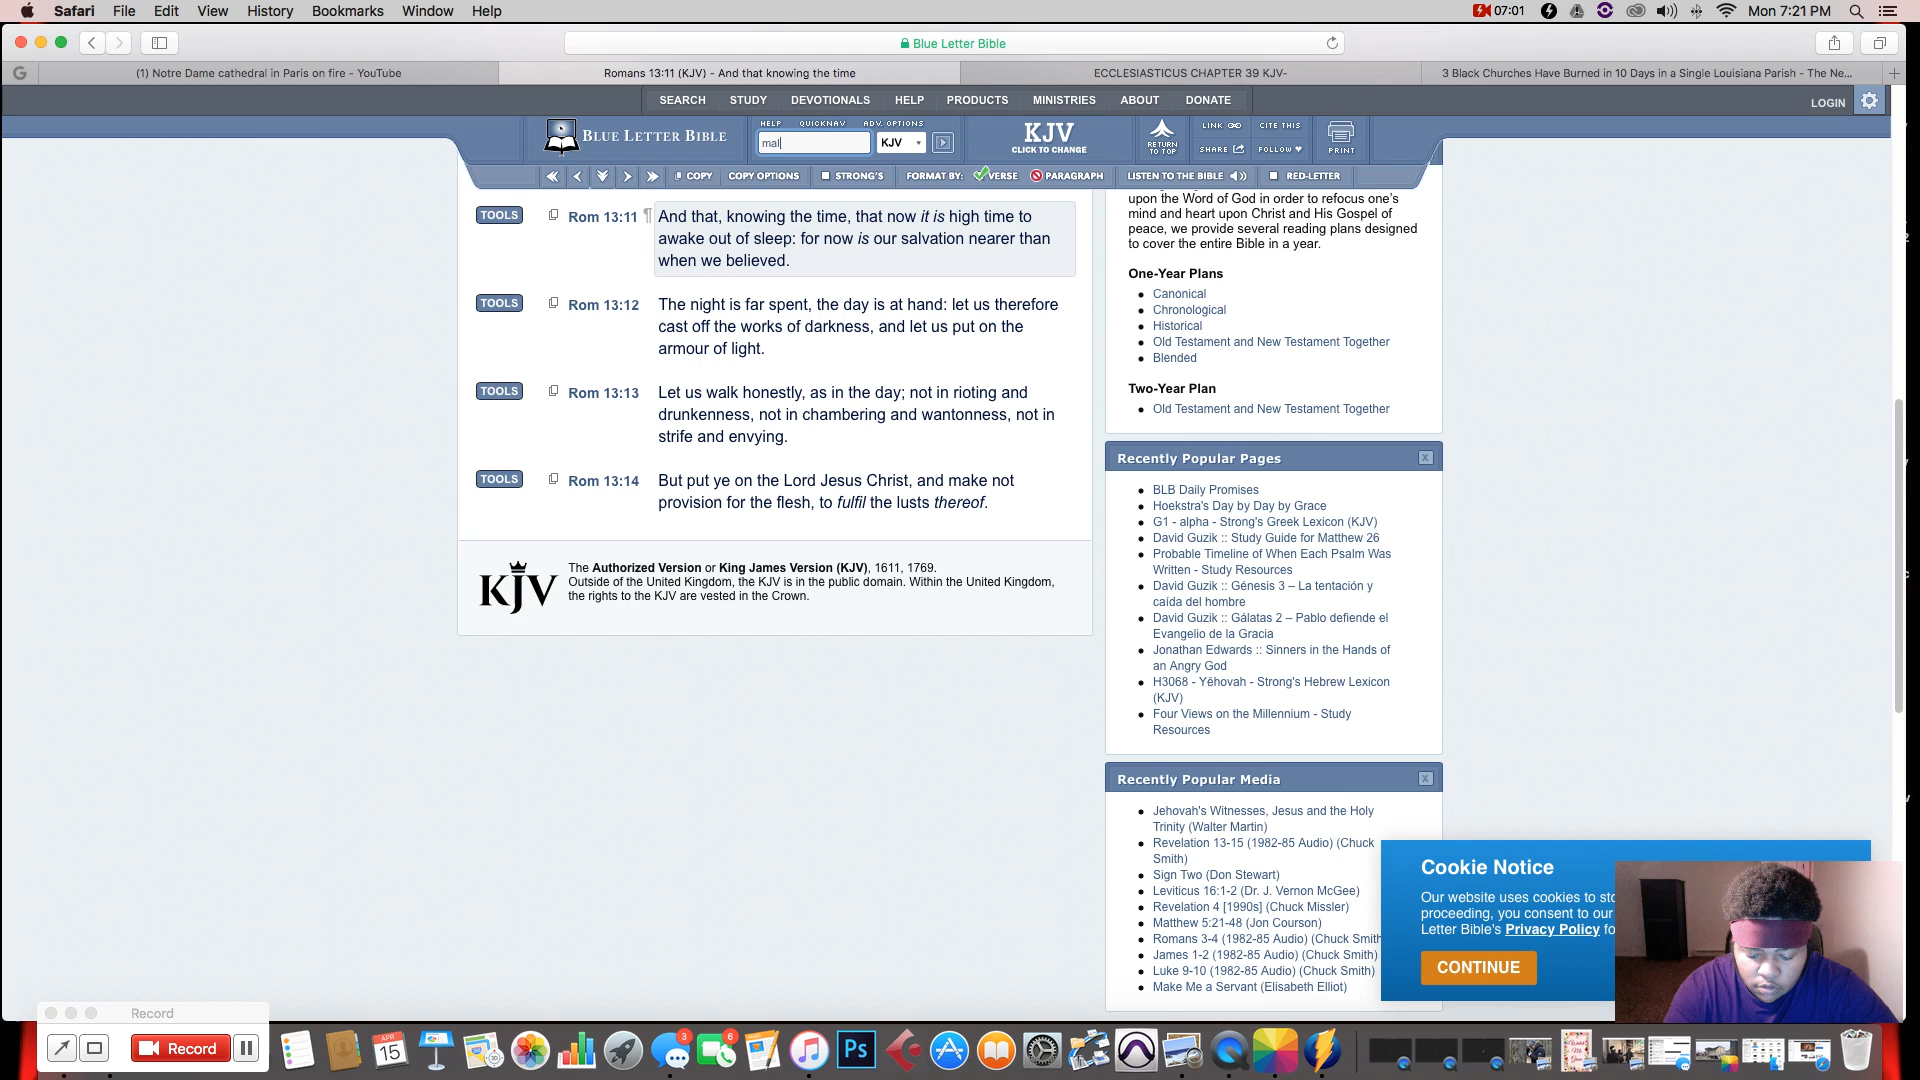 Safari File Edit View History Bookmarks Window Help
07:01 Mon 7:21 PM
Blue Letter Bible
(1) Notre Dame cathedral in Paris on fire - YouTube
Romans 13:11 (KJV) - And that knowing the time
ECCLESIASTICUS CHAPTER 39 KJV-
3 Black Churches Have Burned in 10 Days in a Single Louisiana Parish - The Ne...
SEARCH STUDY DEVOTIONALS HELP PRODUCTS MINISTRIES ABOUT DONATE
LOGIN
BLUE LETTER BIBLE
HELP QUICKNAV ADV. OPTIONS
mal
KJV
KJV
CLICK TO CHANGE
RETURN
TO TOP
LINK CITE THIS
SHARE FOLLOW
PRINT
COPY COPY OPTIONS STRONG'S FORMAT BY: VERSE PARAGRAPH LISTEN TO THE BIBLE RED-LETTER
TOOLS Rom 13:11 ¶ And that, knowing the time, that now it is high time to
awake out of sleep: for now is our salvation nearer than
when we believed.
TOOLS Rom 13:12 The night is far spent, the day is at hand: let us therefore
cast off the works of darkness, and let us put on the
armour of light.
TOOLS Rom 13:13 Let us walk honestly, as in the day; not in rioting and
drunkenness, not in chambering and wantonness, not in
strife and envying.
TOOLS Rom 13:14 But put ye on the Lord Jesus Christ, and make not
provision for the flesh, to fulfil the lusts thereof.
KJV
The Authorized Version or King James Version (KJV), 1611, 1769.
Outside of the United Kingdom, the KJV is in the public domain. Within the United Kingdom,
the rights to the KJV are vested in the Crown.
upon the Word of God in order to refocus one's
mind and heart upon Christ and His Gospel of
peace, we provide several reading plans designed
to cover the entire Bible in a year.
One-Year Plans
Canonical
Chronological
Historical
Old Testament and New Testament Together
Blended
Two-Year Plan
Old Testament and New Testament Together
Recently Popular Pages
BLB Daily Promises
Hoekstra's Day by Day by Grace
G1 - alpha - Strong's Greek Lexicon (KJV)
David Guzik :: Study Guide for Matthew 26
Probable Timeline of When Each Psalm Was
Written - Study Resources
David Guzik :: Génesis 3 – La tentación y
caída del hombre
David Guzik :: Gálatas 2 – Pablo defiende el
Evangelio de la Gracia
Jonathan Edwards :: Sinners in the Hands of
an Angry God
H3068 - Yĕhovah - Strong's Hebrew Lexicon
(KJV)
Four Views on the Millennium - Study
Resources
Recently Popular Media
Jehovah's Witnesses, Jesus and the Holy
Trinity (Walter Martin)
Revelation 13-15 (1982-85 Audio) (Chuck
Smith)
Sign Two (Don Stewart)
Leviticus 16:1-2 (Dr. J. Vernon McGee)
Revelation 4 [1990s] (Chuck Missler)
Matthew 5:21-48 (Jon Courson)
Romans 3-4 (1982-85 Audio) (Chuck Smith
James 1-2 (1982-85 Audio) (Chuck Smith)
Luke 9-10 (1982-85 Audio) (Chuck Smith)
Make Me a Servant (Elisabeth Elliot)
Cookie Notice
Our website uses cookies to sto
proceeding, you consent to our
Letter Bible's Privacy Policy fo
CONTINUE
Record
Record
APR
15
3
6
Ps